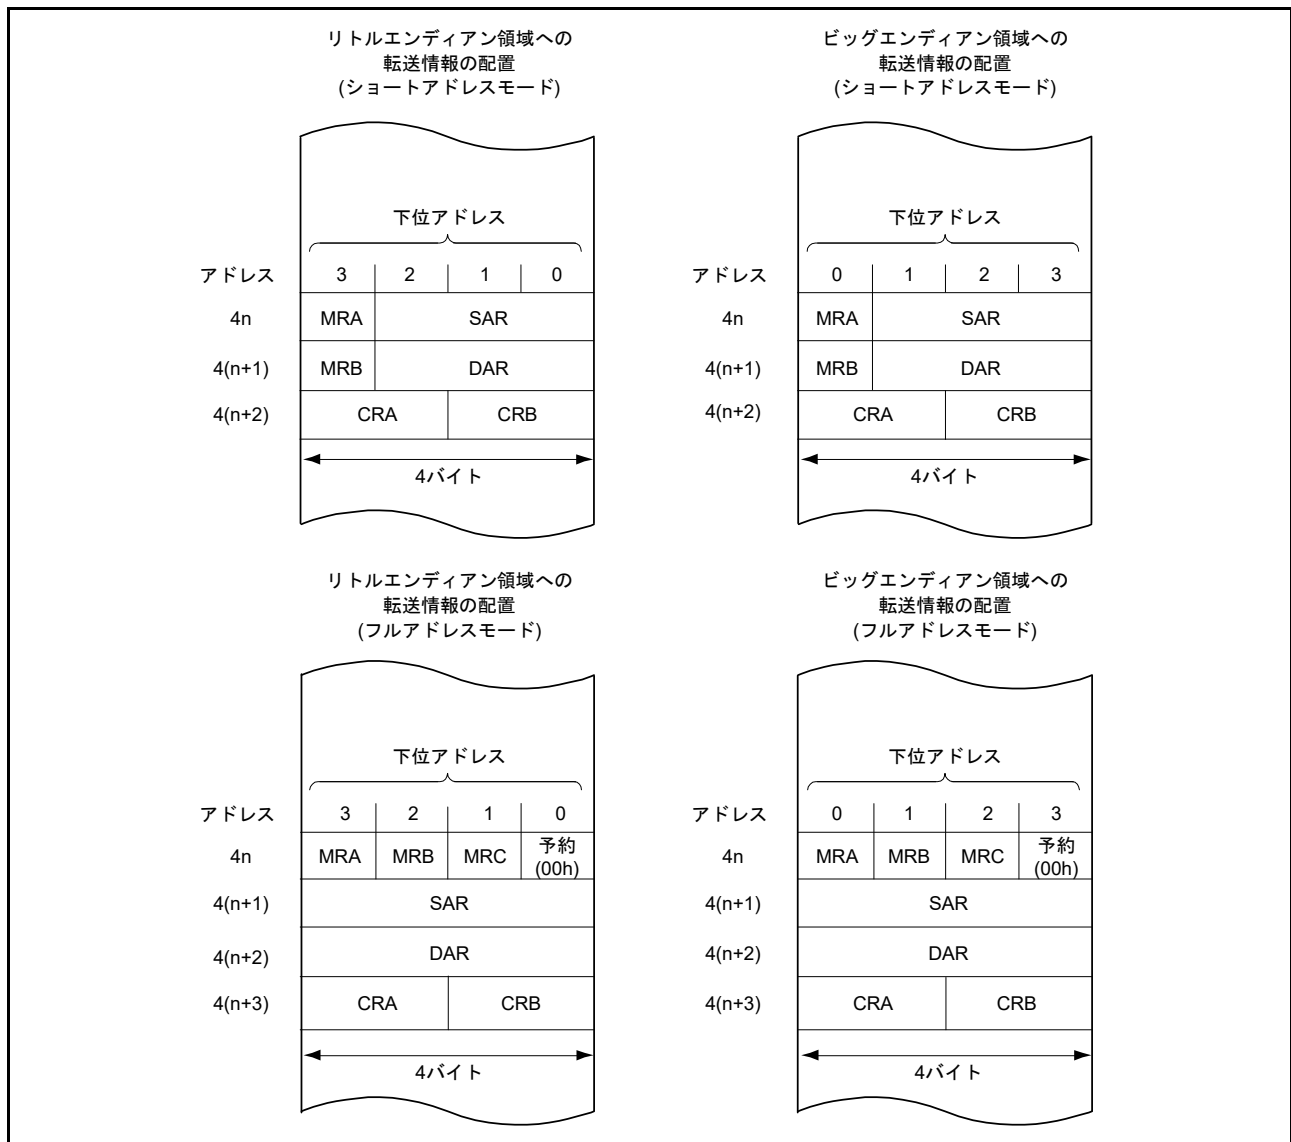 リトルエンディアン領域への
転送情報の配置
(ショートアドレスモード)
下位アドレス
アドレス 3 2 1 0
4n MRA SAR
4(n+1) MRB DAR
4(n+2) CRA CRB
4バイト
ビッグエンディアン領域への
転送情報の配置
(ショートアドレスモード)
下位アドレス
アドレス 0 1 2 3
4n MRA SAR
4(n+1) MRB DAR
4(n+2) CRA CRB
4バイト
リトルエンディアン領域への
転送情報の配置
(フルアドレスモード)
下位アドレス
アドレス 3 2 1 0
4n MRA MRB MRC 予約
(00h)
4(n+1) SAR
4(n+2) DAR
4(n+3) CRA CRB
4バイト
ビッグエンディアン領域への
転送情報の配置
(フルアドレスモード)
下位アドレス
アドレス 0 1 2 3
4n MRA MRB MRC 予約
(00h)
4(n+1) SAR
4(n+2) DAR
4(n+3) CRA CRB
4バイト